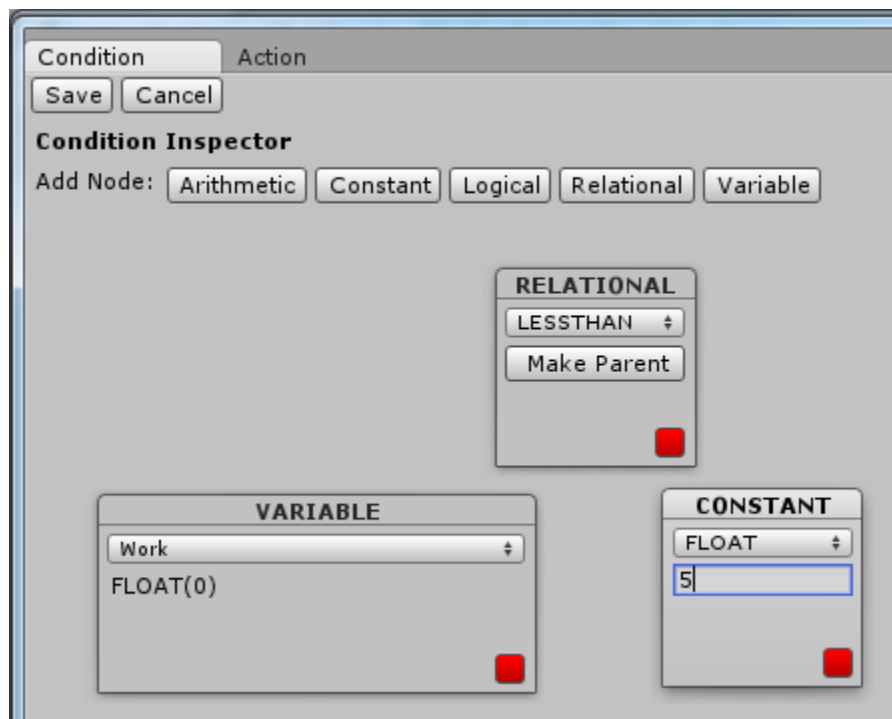 Condition Action
Save Cancel
Condition Inspector
Add Node: Arithmetic Constant Logical Relational Variable
RELATIONAL
LESSTHAN
Make Parent
VARIABLE
Work
FLOAT(0)
CONSTANT
FLOAT
5